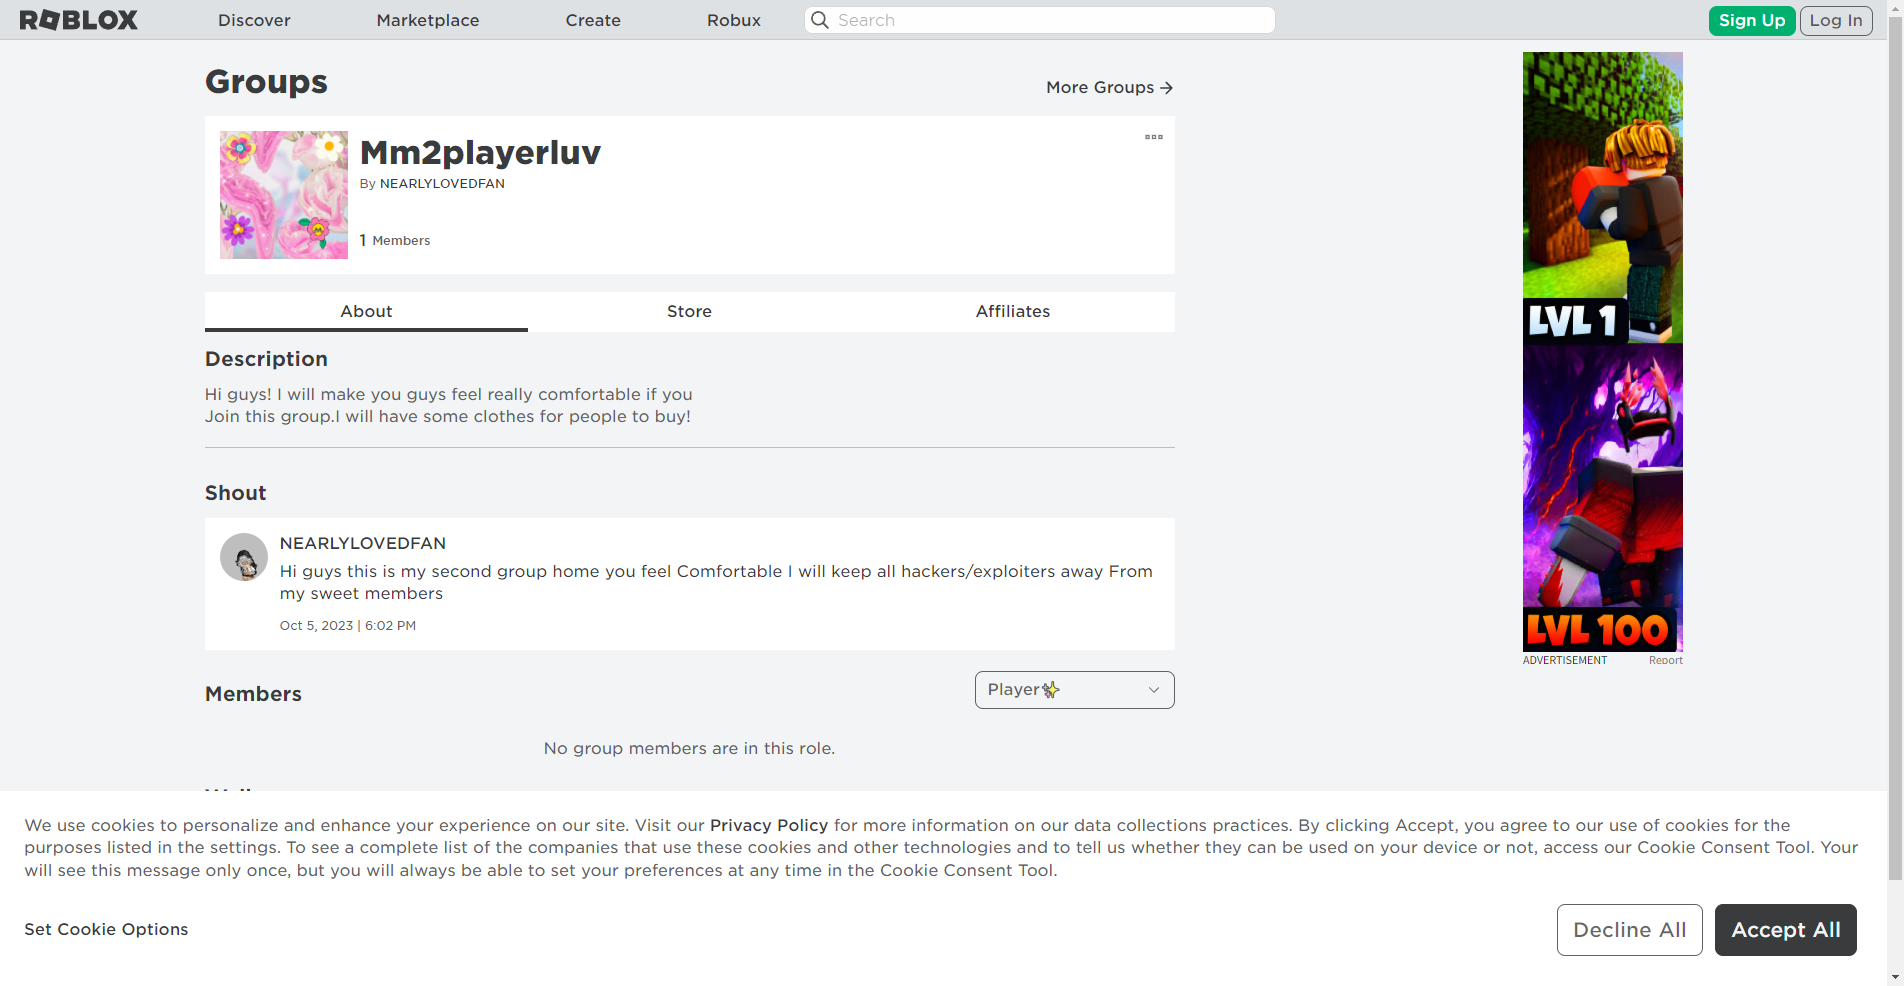 ROBLOX
Discover
Marketplace
Create
Robux
Search
Sign Up
Log In
Groups
More Groups
Mm2playerluv
By NEARLYLOVEDFAN
1 Members
About
Store
Affiliates
Description
Hi guys! I will make you guys feel really comfortable if you
Join this group.I will have some clothes for people to buy!
Shout
NEARLYLOVEDFAN
Hi guys this is my second group home you feel Comfortable I will keep all hackers/exploiters away From
my sweet members
Oct 5, 2023 | 6:02 PM
Members
Player✨
No group members are in this role.
LVL 1
LVL 100
ADVERTISEMENT
Report
We use cookies to personalize and enhance your experience on our site. Visit our Privacy Policy for more information on our data collections practices. By clicking Accept, you agree to our use of cookies for the
purposes listed in the settings. To see a complete list of the companies that use these cookies and other technologies and to tell us whether they can be used on your device or not, access our Cookie Consent Tool. Your
will see this message only once, but you will always be able to set your preferences at any time in the Cookie Consent Tool.
Set Cookie Options
Decline All
Accept All